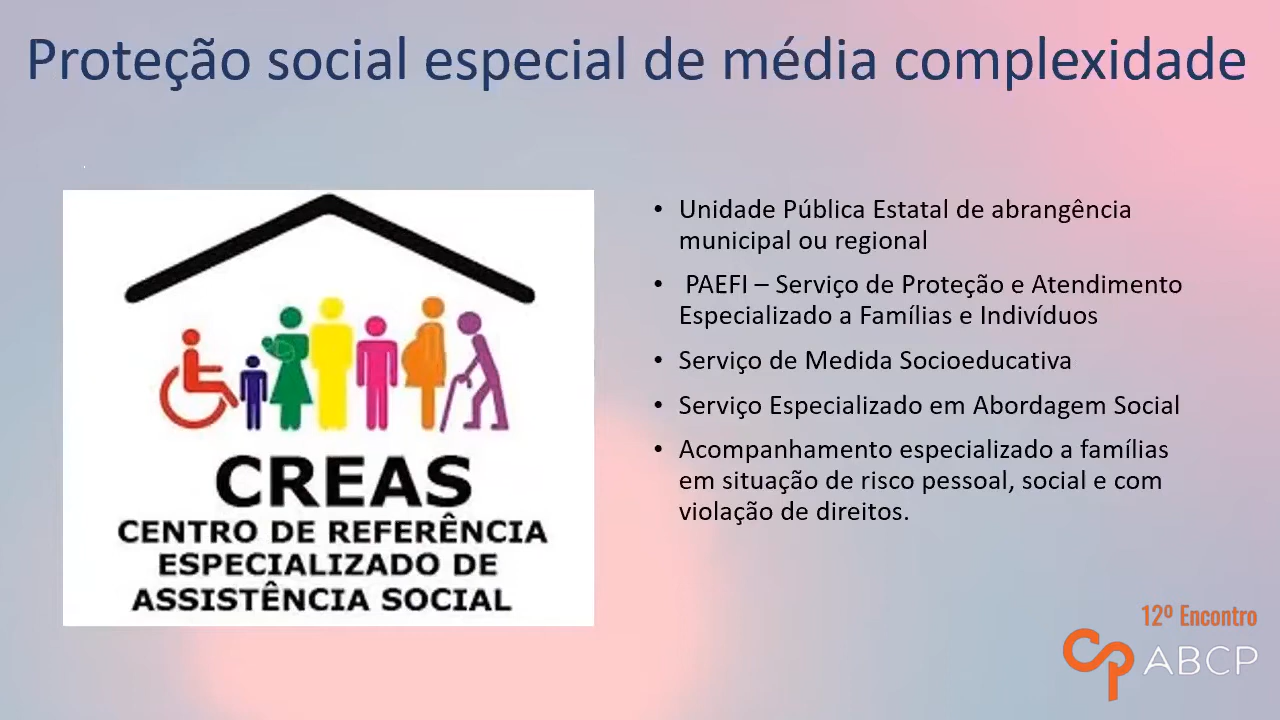 Proteção social especial de média complexidade
CREAS
CENTRO DE REFERÊNCIA
ESPECIALIZADO DE
ASSISTÊNCIA SOCIAL
• Unidade Pública Estatal de abrangência
municipal ou regional
• PAEFI – Serviço de Proteção e Atendimento
Especializado a Famílias e Indivíduos
• Serviço de Medida Socioeducativa
• Serviço Especializado em Abordagem Social
• Acompanhamento especializado a famílias
em situação de risco pessoal, social e com
violação de direitos.
12º Encontro
CP ABCP